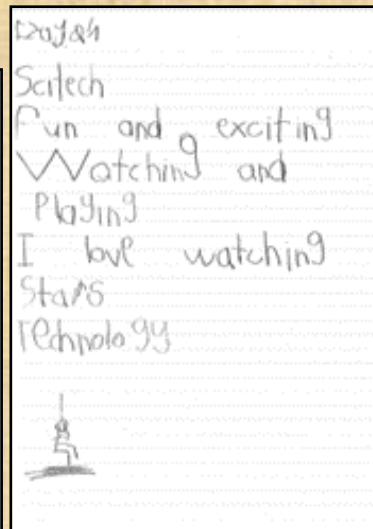 Scitech
Fun and exciting
Watching and
Playing
I love watching
Stars
Technology